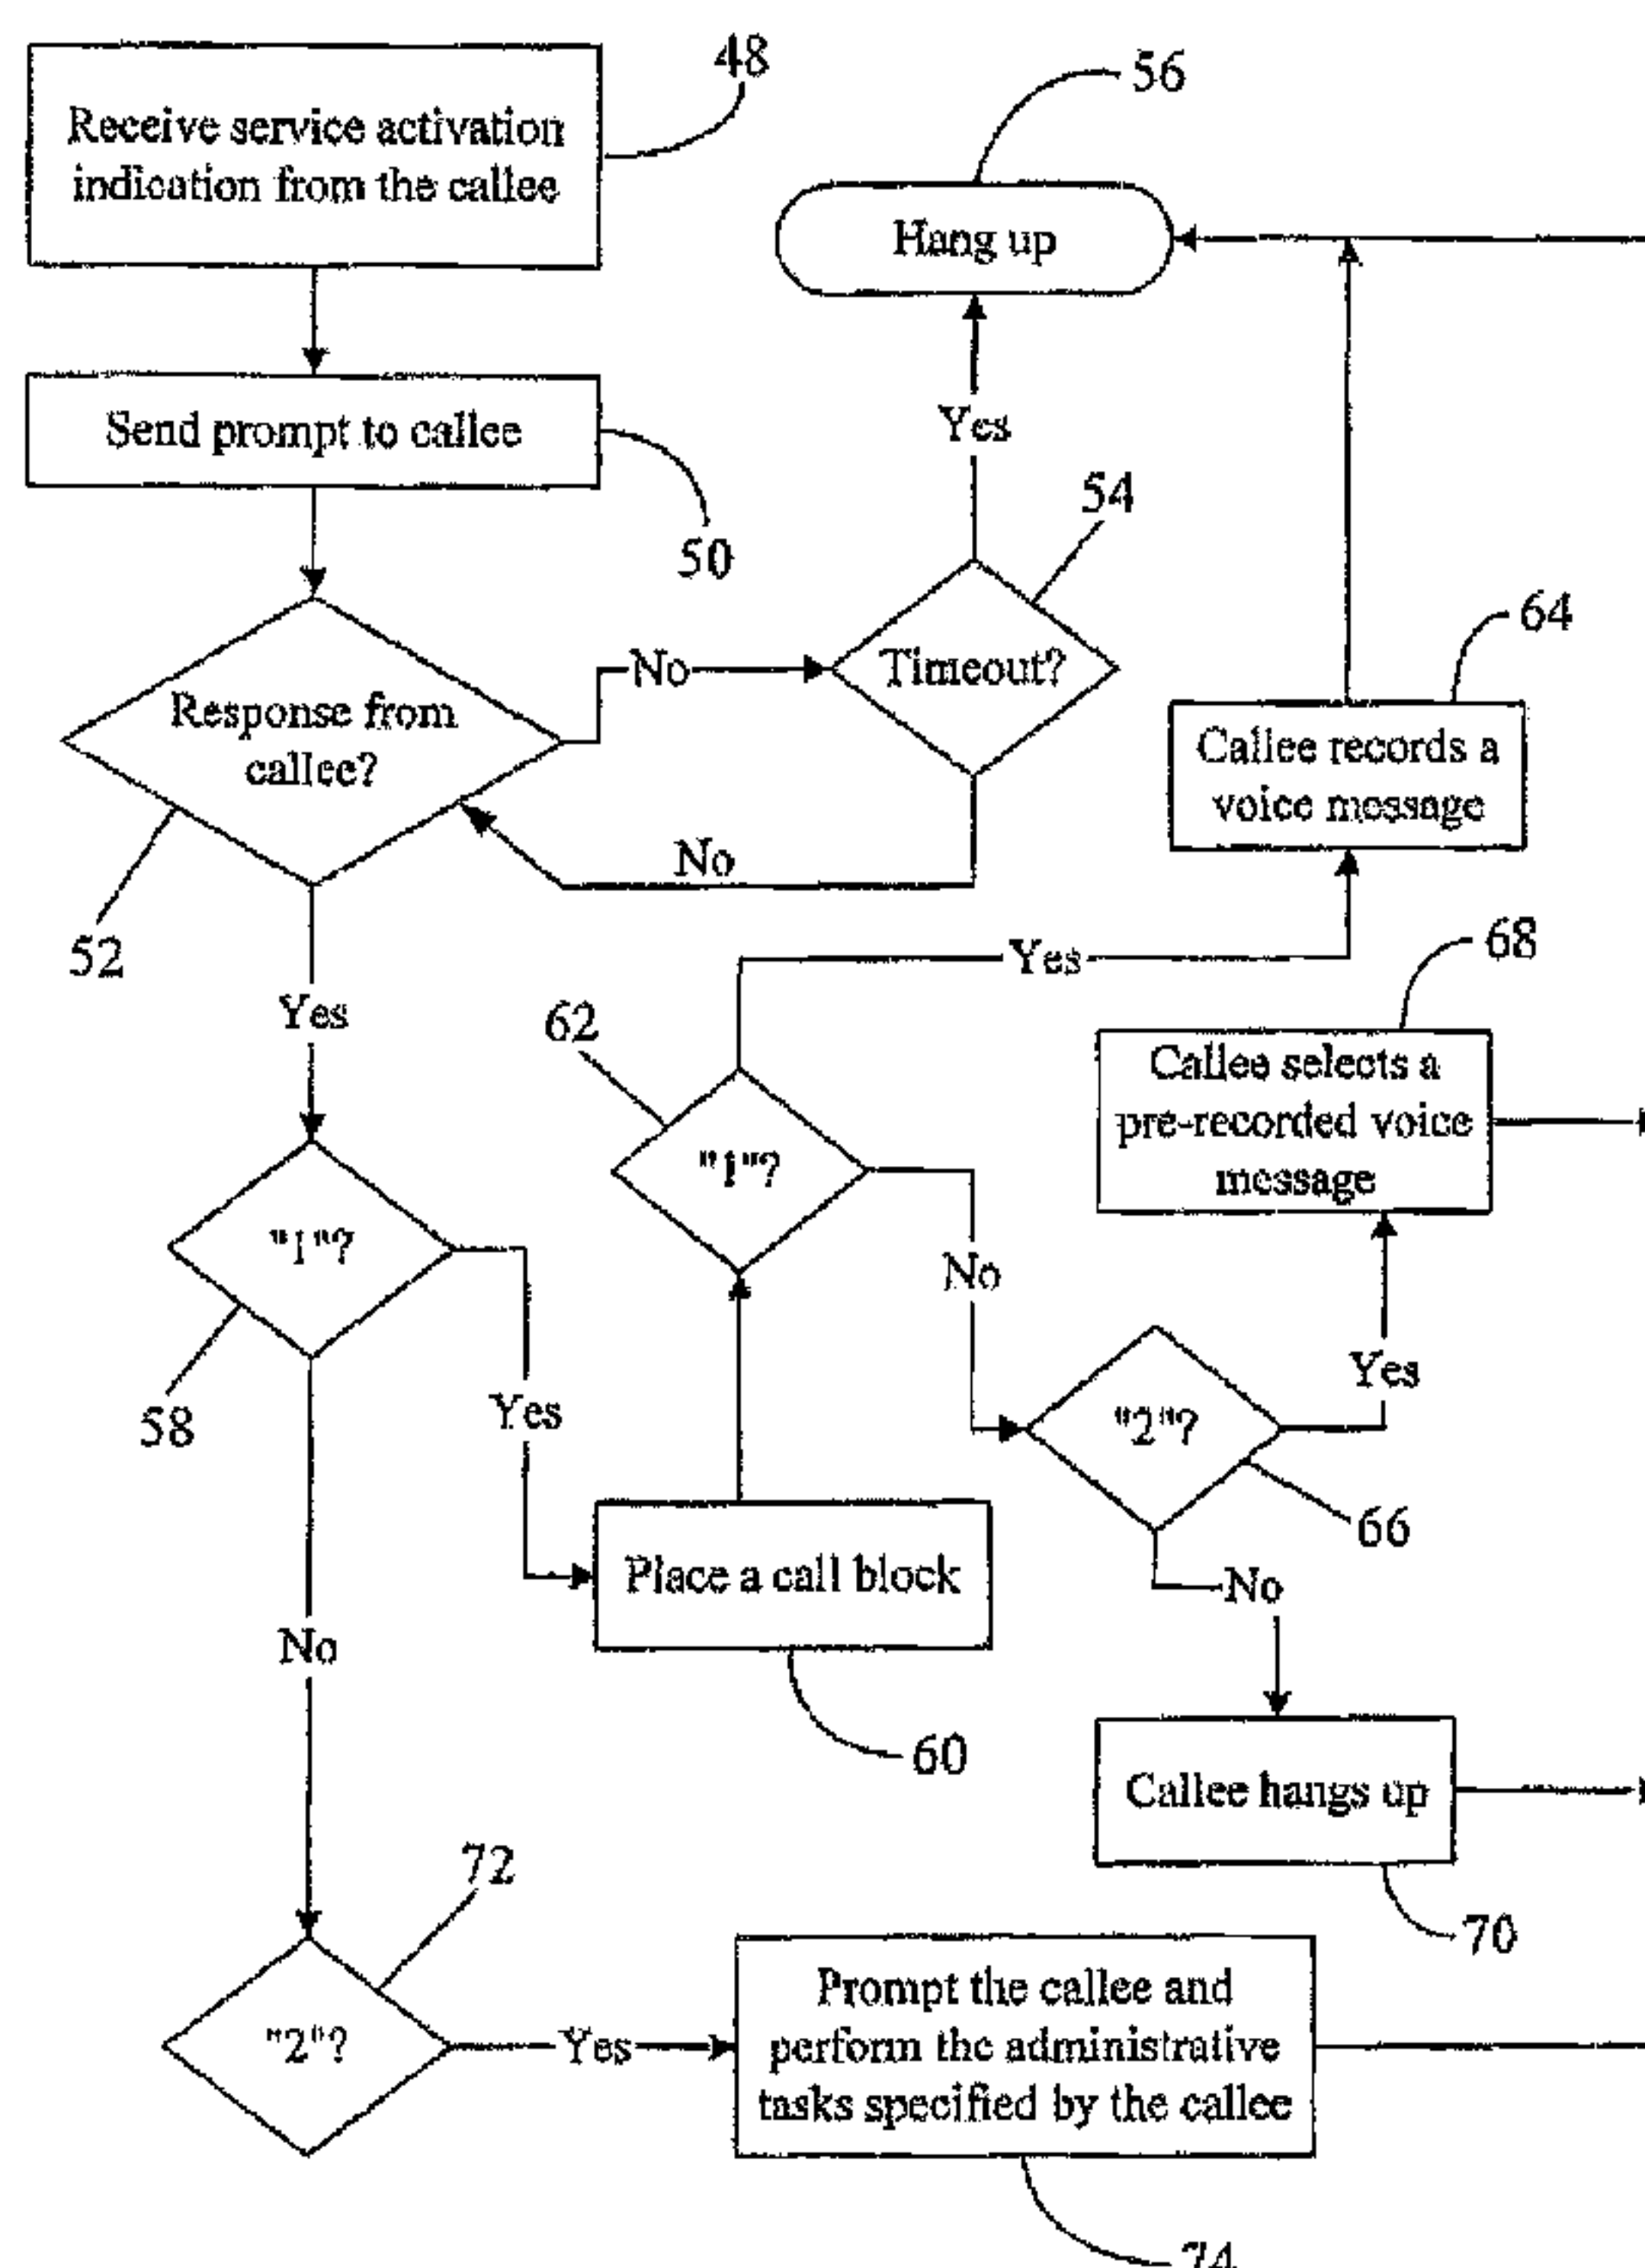 48
Receive service activation
indication from the callee
56
Hang up
Send prompt to callee
50
Yes
54
Timeout?
No
Response from
callee?
52
No
64
Callee records a
voice message
Yes
Yes
62
"1"?
68
Callee selects a
pre-recorded voice
message
"1"?
58
Yes
No
"2"?
Yes
66
Place a call block
60
No
No
Callee hangs up
70
72
"2"?
Yes
Prompt the callee and
perform the administrative
tasks specified by the callee
74